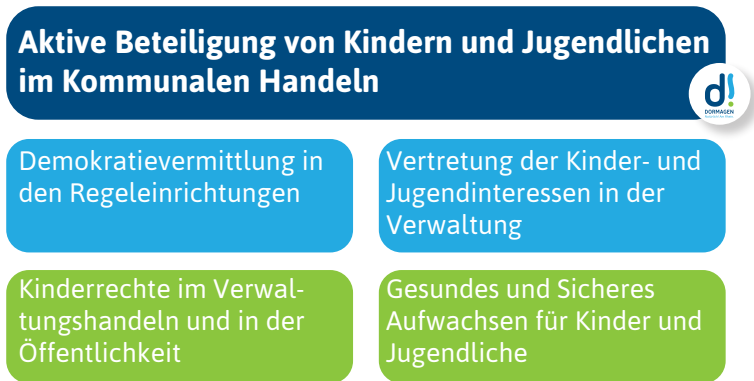 Aktive Beteiligung von Kindern und Jugendlichen
im Kommunalen Handeln
d!
DORMAGEN
Demokratievermittlung in
den Regeleinrichtungen
Vertretung der Kinder- und
Jugendinteressen in der
Verwaltung
Kinderrechte im Verwal-
tungshandeln und in der
Öffentlichkeit
Gesundes und Sicheres
Aufwachsen für Kinder und
Jugendliche